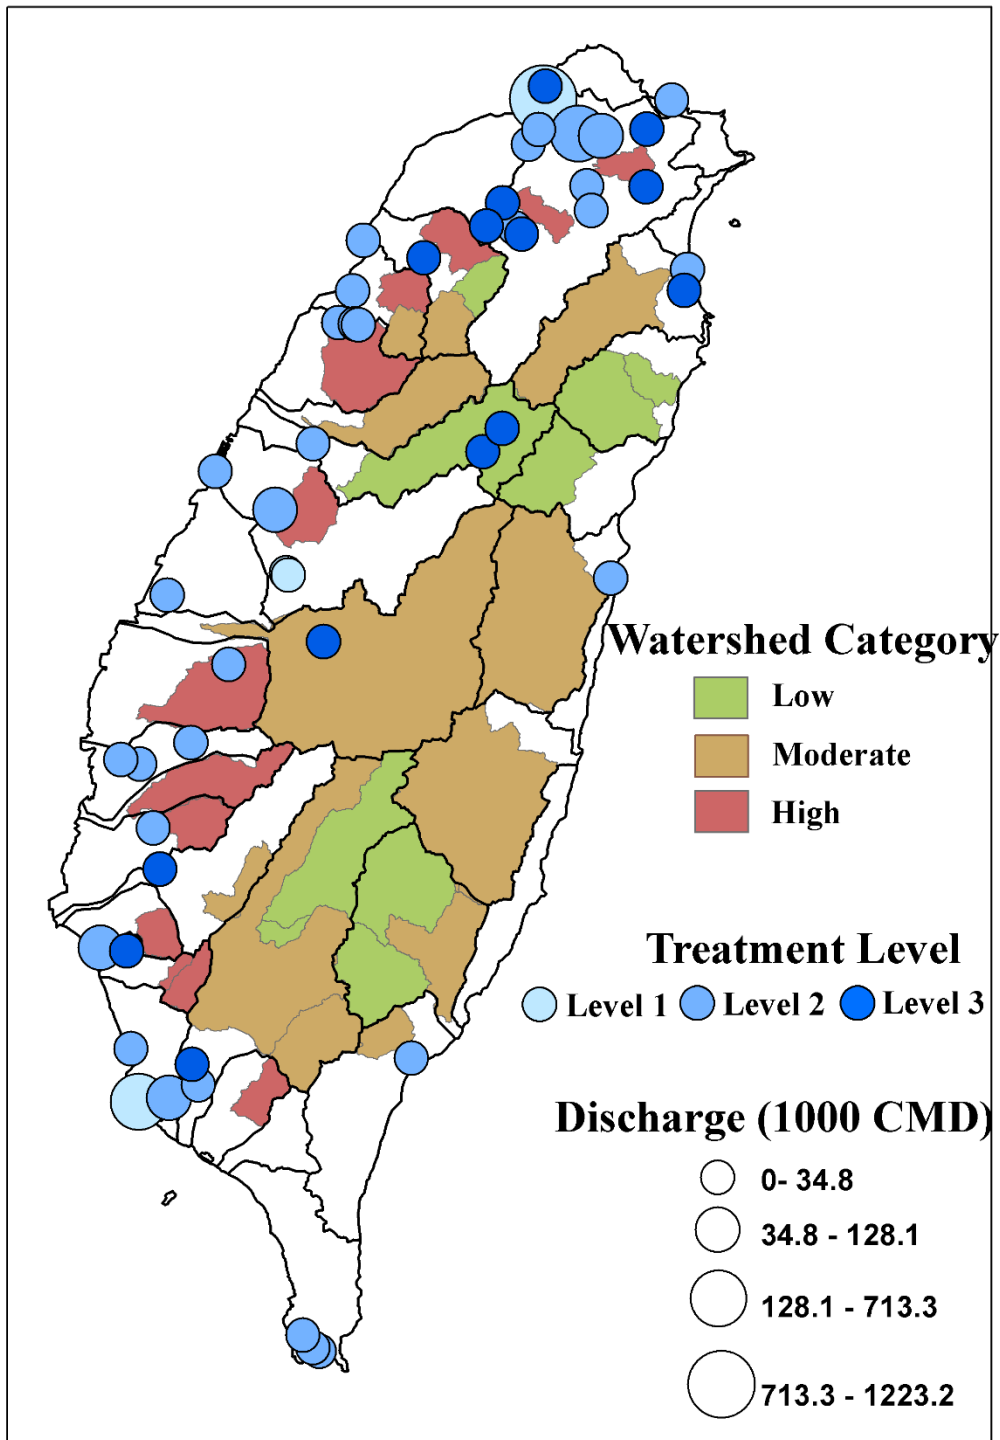 Watershed Category
Low
Moderate
High
Treatment Level
Level 1 Level 2 Level 3
Discharge (1000 CMD)
0- 34.8
34.8 - 128.1
128.1 - 713.3
713.3 - 1223.2